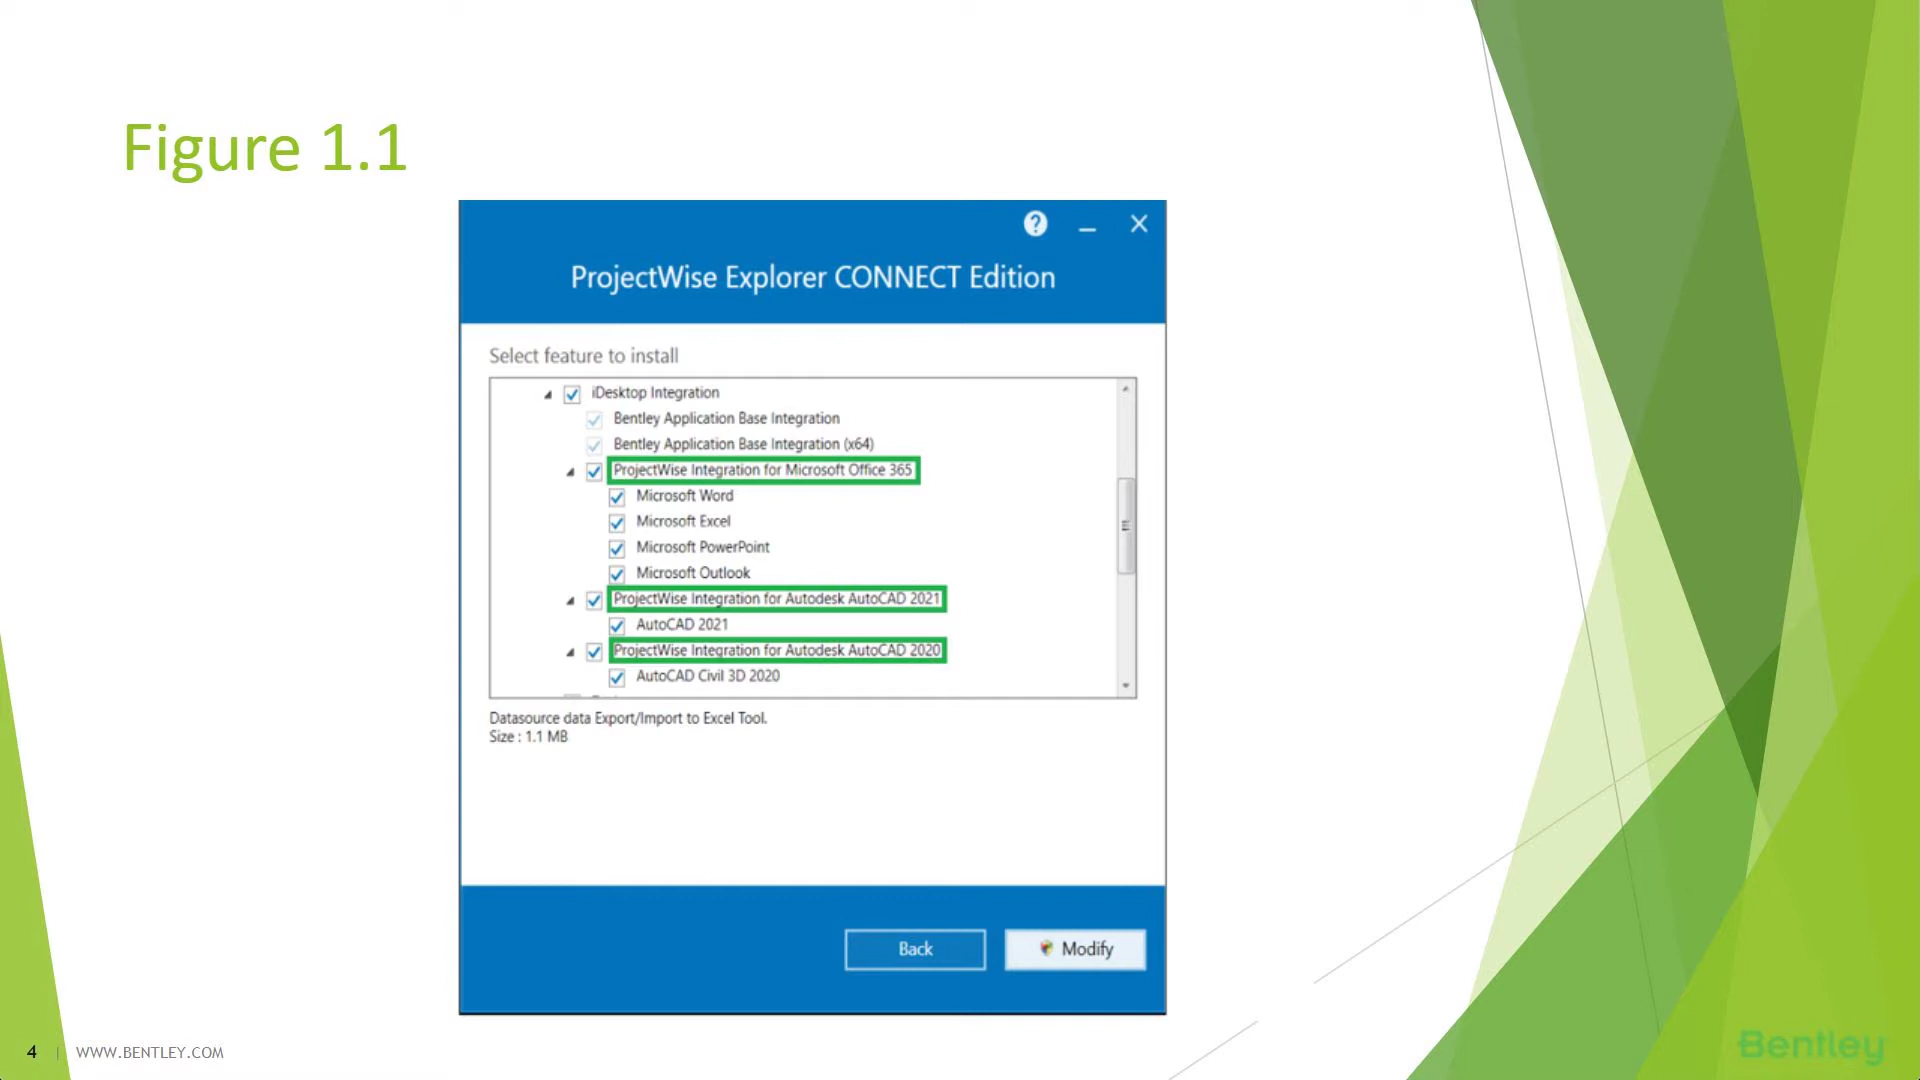 Figure 1.1
ProjectWise Explorer CONNECT Edition
Select feature to install
iDesktop Integration
Bentley Application Base Integration
Bentley Application Base Integration (x64)
ProjectWise Integration for Microsoft Office 365
Microsoft Word
Microsoft Excel
Microsoft PowerPoint
Microsoft Outlook
ProjectWise Integration for Autodesk AutoCAD 2021
AutoCAD 2021
ProjectWise Integration for Autodesk AutoCAD 2020
AutoCAD Civil 3D 2020
Datasource data Export/Import to Excel Tool.
Size : 1.1 MB
Back
Modify
4 | WWW.BENTLEY.COM
Bentley